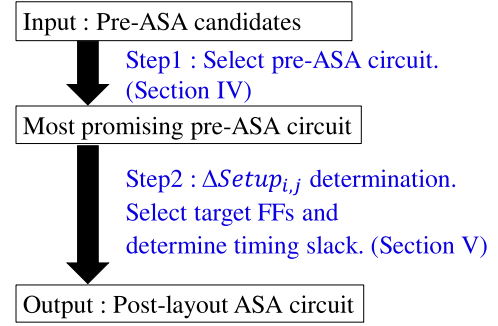 Input : Pre-ASA candidates
Step1 : Select pre-ASA circuit.
(Section IV)
Most promising pre-ASA circuit
Step2 : ΔSetup_{i,j} determination.
Select target FFs and
determine timing slack. (Section V)
Output : Post-layout ASA circuit